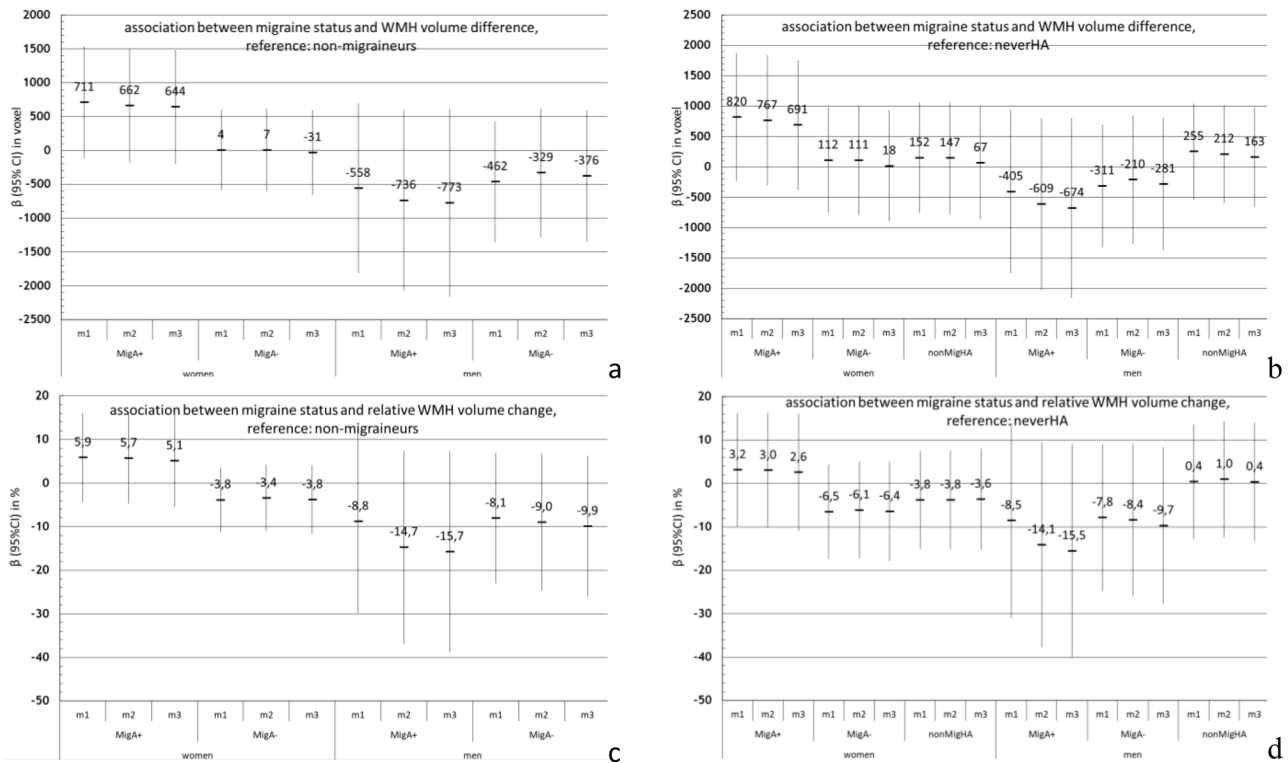 association between migraine status and WMH volume difference,
reference: non-migraineurs
β (95% CI) in voxel
2000
1500
1000
500
0
-500
-1000
-1500
-2000
-2500
711 662 644 4 7 -31 -558 -736 -773 -462 -329 -376
m1 m2 m3 m1 m2 m3 m1 m2 m3 m1 m2 m3
MigA+ MigA- MigA+ MigA-
women men
a
association between migraine status and WMH volume difference,
reference: neverHA
β (95% CI) in voxel
2500
2000
1500
1000
500
0
-500
-1000
-1500
-2000
-2500
820 767 691 112 111 18 152 147 67 -405 -609 -674 -311 -210 -281 255 212 163
m1 m2 m3 m1 m2 m3 m1 m2 m3 m1 m2 m3 m1 m2 m3 m1 m2 m3
MigA+ MigA- nonMigHA MigA+ MigA- nonMigHA
women men
b
association between migraine status and relative WMH volume change,
reference: non-migraineurs
β (95%CI) in %
20
10
0
-10
-20
-30
-40
-50
5,9 5,7 5,1 -3,8 -3,4 -3,8 -8,8 -14,7 -15,7 -8,1 -9,0 -9,9
m1 m2 m3 m1 m2 m3 m1 m2 m3 m1 m2 m3
MigA+ MigA- MigA+ MigA-
women men
c
association between migraine status and relative WMH volume change,
reference: neverHA
β (95%CI) in %
20
10
0
-10
-20
-30
-40
-50
3,2 3,0 2,6 -6,5 -6,1 -6,4 -3,8 -3,8 -3,6 -8,5 -14,1 -15,5 -7,8 -8,4 -9,7 0,4 1,0 0,4
m1 m2 m3 m1 m2 m3 m1 m2 m3 m1 m2 m3 m1 m2 m3 m1 m2 m3
MigA+ MigA- nonMigHA MigA+ MigA- nonMigHA
women men
d